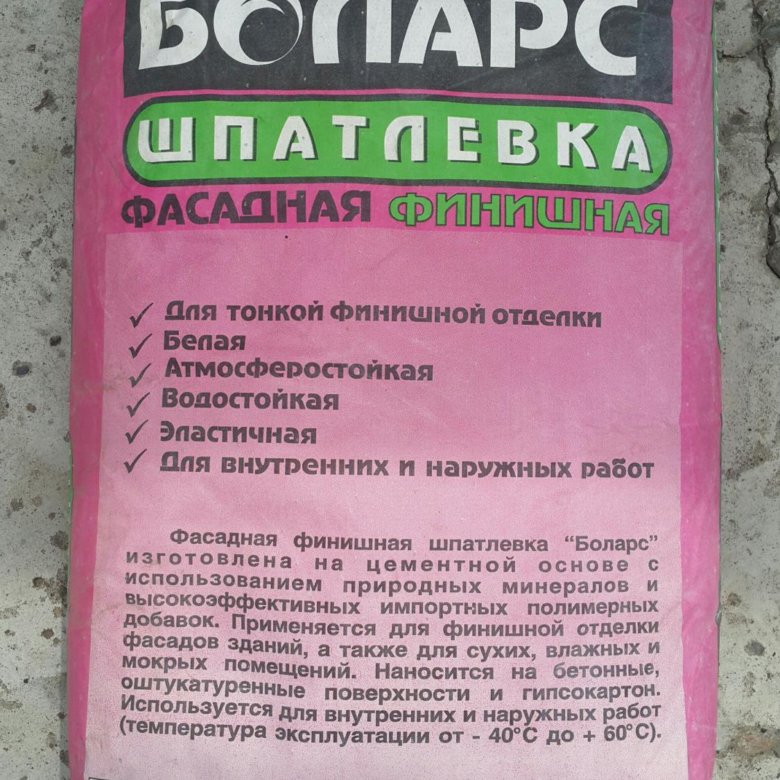 БОЛАРС
ШПАТЛЕВКА
ФАСАДНАЯ ФИНИШНАЯ
✓ Для тонкой финишной отделки
✓ Белая
✓ Атмосферостойкая
✓ Водостойкая
✓ Эластичная
✓ Для внутренних и наружных работ
Фасадная финишная шпатлевка “Боларс”
изготовлена на цементной основе с
использованием природных минералов и
высокоэффективных импортных полимерных
добавок. Применяется для финишной отделки
фасадов зданий, а также для сухих, влажных и
мокрых помещений. Наносится на бетонные,
оштукатуренные поверхности и гипсокартон.
Используется для внутренних и наружных работ
(температура эксплуатации от - 40°С до + 60°С).